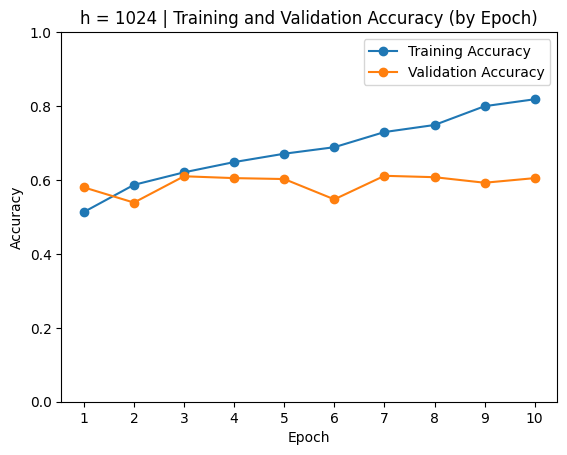 h = 1024 | Training and Validation Accuracy (by Epoch)
Training Accuracy
Validation Accuracy
Accuracy
1.0
0.8
0.6
0.4
0.2
0.0
1 2 3 4 5 6 7 8 9 10
Epoch